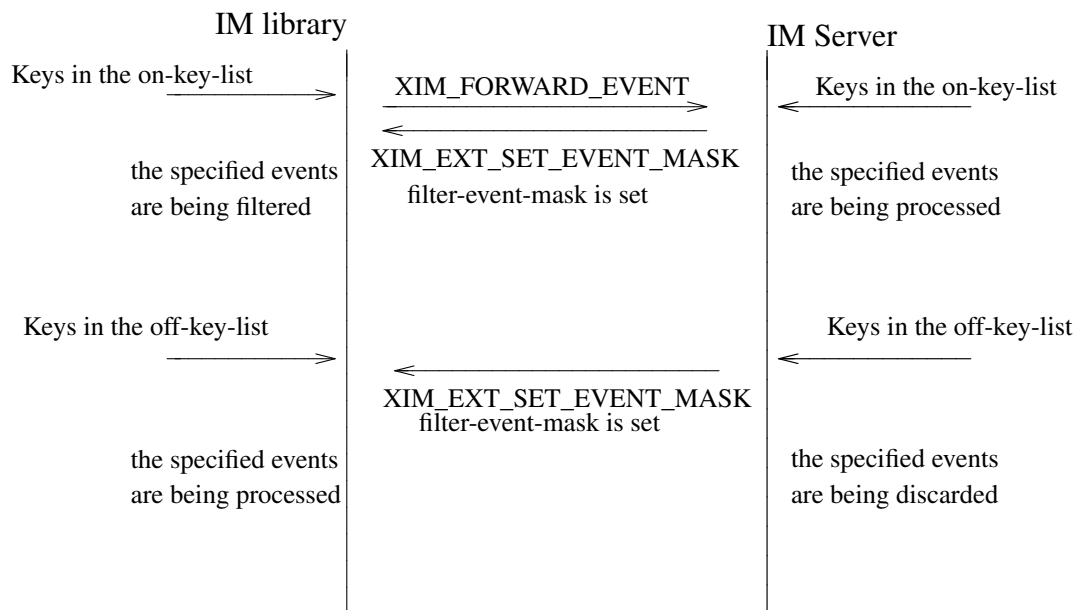 IM library
IM Server
Keys in the on-key-list
XIM_FORWARD_EVENT
Keys in the on-key-list
XIM_EXT_SET_EVENT_MASK
filter-event-mask is set
the specified events
are being filtered
the specified events
are being processed
Keys in the off-key-list
Keys in the off-key-list
XIM_EXT_SET_EVENT_MASK
filter-event-mask is set
the specified events
are being processed
the specified events
are being discarded